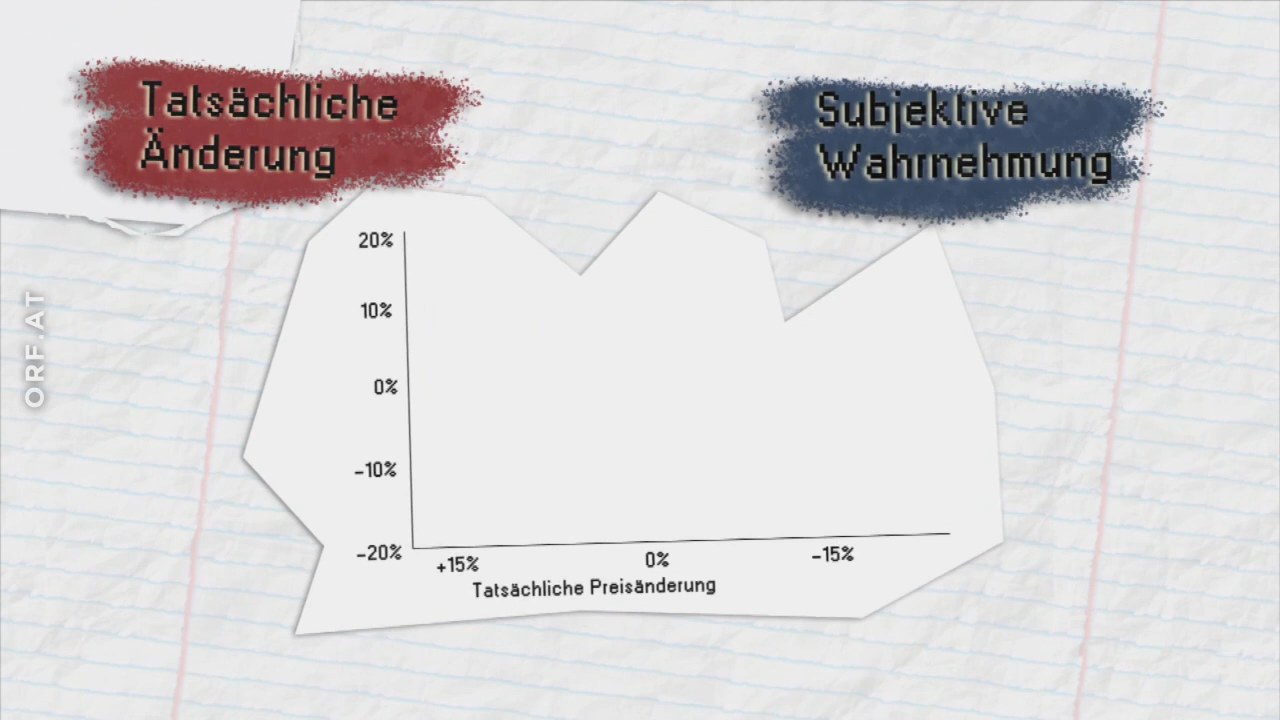 Tatsächliche
Änderung
Subjektive
Wahrnehmung
20%
10%
0%
-10%
-20%
+15%
0%
-15%
Tatsächliche Preisänderung
ORF.AT